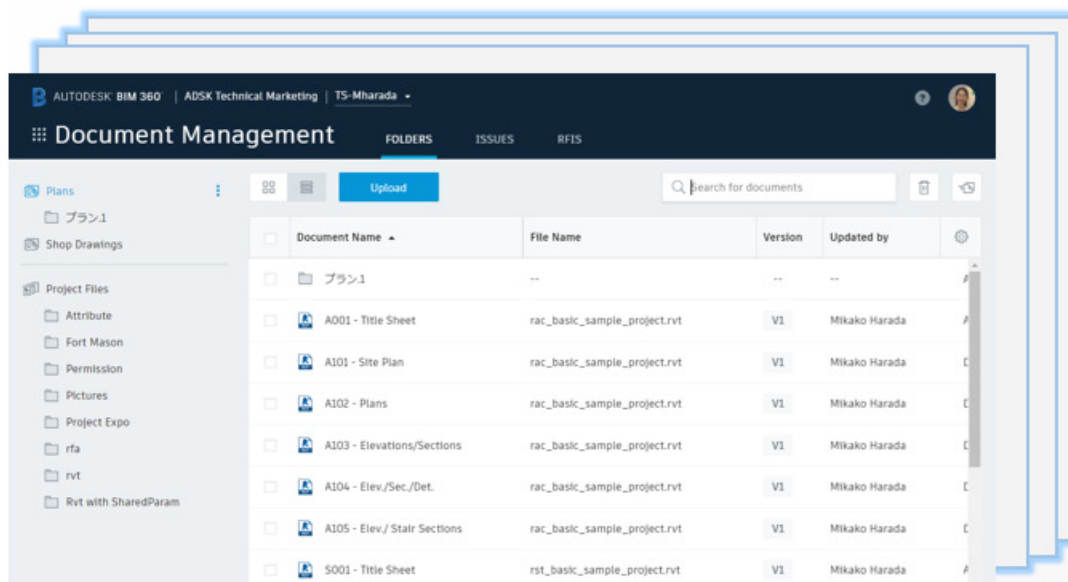 AUTODESK® BIM 360® | ADSK Technical Marketing | TS-Mharada
Document Management FOLDERS ISSUES RFIS
Plans
プラン.1
Shop Drawings
Project Files
Attribute
Fort Mason
Permission
Pictures
Project Expo
rfa
rvt
Rvt with SharedParam
Upload Search for documents
Document Name File Name Version Updated by
プラン.1 -- -- --
A001 - Title Sheet rac_basic_sample_project.rvt V1 Mikako Harada
A101 - Site Plan rac_basic_sample_project.rvt V1 Mikako Harada
A102 - Plans rac_basic_sample_project.rvt V1 Mikako Harada
A103 - Elevations/Sections rac_basic_sample_project.rvt V1 Mikako Harada
A104 - Elev./Sec./Det. rac_basic_sample_project.rvt V1 Mikako Harada
A105 - Elev./ Stair Sections rac_basic_sample_project.rvt V1 Mikako Harada
S001 - Title Sheet rst_basic_sample_project.rvt V1 Mikako Harada